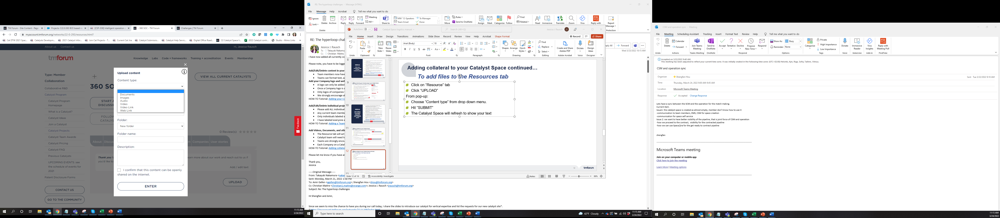 TM Forum - Site Content - Page
Projects: C22.0.363 BCE based m
[CSP-338] Intelligent operation o
- 360 SOC - TM Forum
Challenges | TM Forum
myaccount.tmforum.org/networks/22-0-293/resources.html?
Cat DTW 2021 Spac...
Catalysts Developm...
2021 Catalyst Infor...
Join Cat Projects - T...
Current Cat Jira
Catalyst Submissio...
Catalyst Help Servic...
Digital Office Road...
'22 Catalyst Space li...
2022 Catalyst contr...
Studio - Mimo Links
About us
Contact us
Hi, Jessica Rausch
tmforum
Knowledge
Labs
Code + frameworks
Training + accreditation
Events
Membership
Type: Member
Collaboration
Collaborative R&D
Catalyst Program
Catalyst Program
Homepage
What is a Catalyst?
Catalyst Ideas
Join a Catalyst
Catalyst Projects
Catalyst Team Awards
Catalyst Pricing
Catalyst FAQ
Previous Catalysts
UPCOMING EVENTS: see
the schedule of events for
2021
Patent Disclosure Forms
CONTACT US
GO TO THE COMMUNITY
VIEW ALL CURRENT CATALYSTS
360 SO
START A
DISCUSSI
FOLLOW
CATALYS
0 Review(s)
About
Discus
Companies
User stories
Thank you f
earn more about our work and reach out to us if
you'd like to
Add / edit text
UPLOAD
Feedback
Upload content
Content type:
Documents
Images
Audio
Video
Video Link
Web Link
Folder:
New folder
Folder name:
Description:
I confirm that this content can be openly
shared on the internet.
ENTER
11:15 AM
3/24/2022
RE: The hyperloop challenges - Message (HTML)
File
Message
Help
Acrobat
Tell me what you want to do
Ignore
Junk
Delete
Archive
Reply
Reply
All
Forward
Meeting
IM
Share to
MW '12-Speakers
Team Email
To Manager
Done
Move
Rules
Send to OneNote
Assign
Mark
Categorize
Follow
Find
Related
Read
Immersive
Translate
Zoom
Viva
Reply with
Report
Message
Delete
Protection
RE: The hyperloop chal
Jessica J. Rausch
To Takayuki Nakamu
Cc Christian Maitre;
Reply All
Forward
Wed 3/23/2022 10:15 AM
I have now added all currently co
Please note, you have to be logge
Add/Edit/Delete content in your
Team members now have
Teams can format text, a
Add your Company logo and web
A logo can only be added
Once a Company logo is a
Only logos of companies
We strongly encourage al
HOW-TO Tutorial: Adding your Co
Add/Edit/Delete individual proje
Please add ALL individual
Any current team membe
Only individuals labeled a
I have labeled everyone a
HOW-TO Tutorial: Adding a Team
Add Videos, Documents, and oth
The Resource tab will act
Catalyst team will need to
Teams are strongly encou
Each Company on a Catal
HOW-TO Tutorial: Adding collater
Please let me know if you have an
Thank you,
Jessica
-----Original Message-----
From: Takayuki Nakamura <nakar
Sent: Monday, March 21, 2022 1:58 PM
To: Amir Gefen <agefen@tmforum.org>; Shengfan Hou <shou@tmforum.org>
Cc: Christian Maitre <Christian1.maitre@orange.com>; Jessica J. Rausch <jrausch@tmforum.org>
Subject: Re: The hyperloop challenges
Hi Shengfan and Amir,
Since we seem to miss the chance to have you during our call today, I share the slides to introduce our catalyst for vertical expertise and list the requests for our new catalyst site*.
AutoSave
Off
Catalyst Space logistics manual
Search (Alt+Q)
Jessica J. Rausch
File
Home
Insert
Draw
Design
Transitions
Animations
Slide Show
Record
Review
View
Help
Acrobat
Shape Format
Record
Share
Paste
New
Slide
Reuse
Slides
Arial (Body)
18
Shapes
Arrange
Quick
Styles
Find
Replace
Select
Create and Share
Adobe PDF
Dictate
Design
Ideas
Undo
Clipboard
Slides
Font
Paragraph
Drawing
Editing
Adobe Acrobat
Voice
Designer
8
9
10
11
12
13
Adding collateral to your Catalyst Space continued...
To add files to the Resources tab
Click on "Resource" tab
Click "UPLOAD"
From pop-up:
Choose "Content type" from drop down menu.
Hit "SUBMIT"
The Catalyst Space will refresh to show your text
12
tmforum
Slide 12 of 16
Accessibility: Investigate
Notes
86%
Type here to search
42°F Cloudy
11:15 AM
3/24/2022
CSM and operation sync - Meeting
File
Meeting
Scheduling Assistant
Tracking
Insert
Format Text
Review
Help
Tell me what you want to do
Delete
Calendar
Forward
Join Teams
Meeting
Send to
OneNote
Accept
Tentative
Decline
Propose
New Time
Respond
Show As:
Busy
Reminder:
None
Categorize
Private
High Importance
Low Importance
Dictate
Immersive
Reader
Viva
Insights
Reply with
Meeting Poll
Undo
Actions
Teams Meeting
OneNote
Respond
Options
Tags
Voice
Immersive
Add-in
FindTime
Accepted on 3/22/2022 9:40 AM.
This meeting has been adjusted to reflect your current time zone. It was initially created in the following time zone: (UTC+02:00) Helsinki, Kyiv, Riga, Sofia, Tallinn, Vilnius.
CSM and operation sync
Organizer
Shengfan Hou
Sent Tue 3/22/2022 9:18 AM
Time
Thursday, March 24, 2022 9:00 AM-9:45 AM
Location
Microsoft Teams Meeting
Response
Accepted
Change Response
Lets have a sync between the SCM and the operation for the match making.
Current item.
Issue1: the catalyst space is created as almost empty, member don't know how to use it
-communication to team members, EMS, CSM for space creation
-communication for space self service
Issue 2: we want to have better visibility of the pipeline, that is joint force of CSM and operation
-how we proceed to the contract, visibility for the contracted pipeline
-how we can use Space/jira for the get ready to contract pipeline
shengfan
Microsoft Teams meeting
Join on your computer or mobile app
Click here to join the meeting
Learn More | Meeting options
11:15 AM
3/24/2022